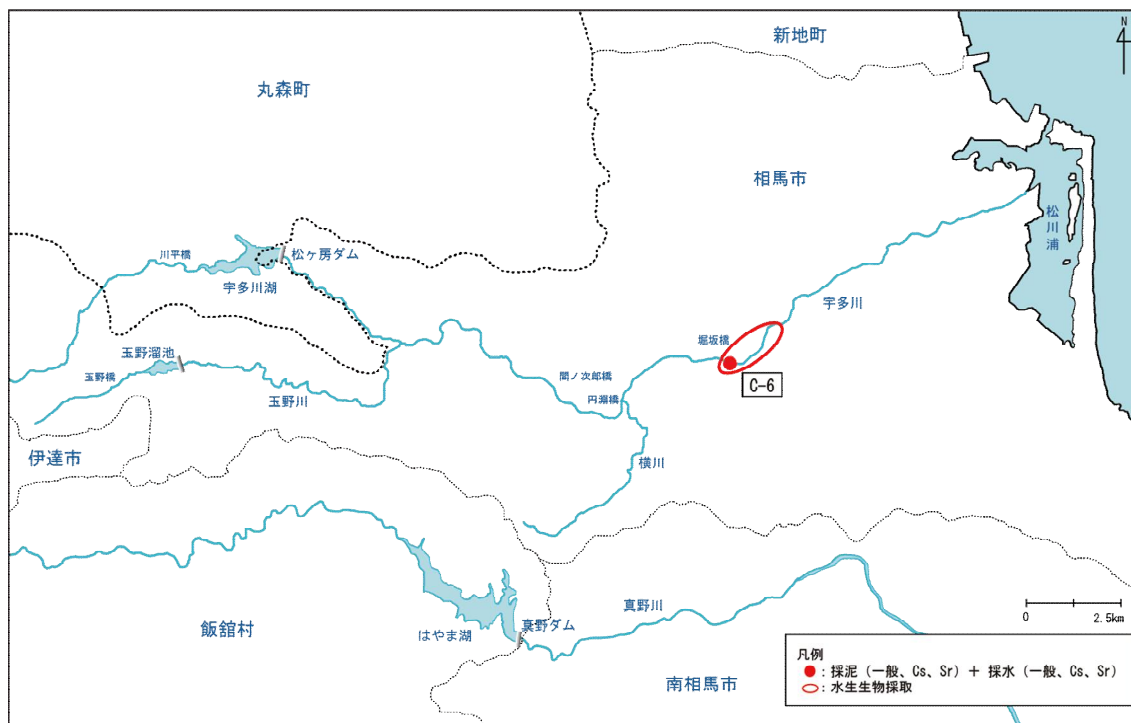 新地町
N
丸森町
相馬市
松川浦
川平橋
松ヶ房ダム
宇多川湖
宇多川
玉野溜池
堀坂橋
玉野橋
間ノ次郎橋
C-6
玉野川
円淵橋
伊達市
横川
真野川
2.5km
0
飯舘村
はやま湖
真野ダム
南相馬市
凡例
：採泥（一般、Cs、Sr）＋ 採水（一般、Cs、Sr）
：水生生物採取